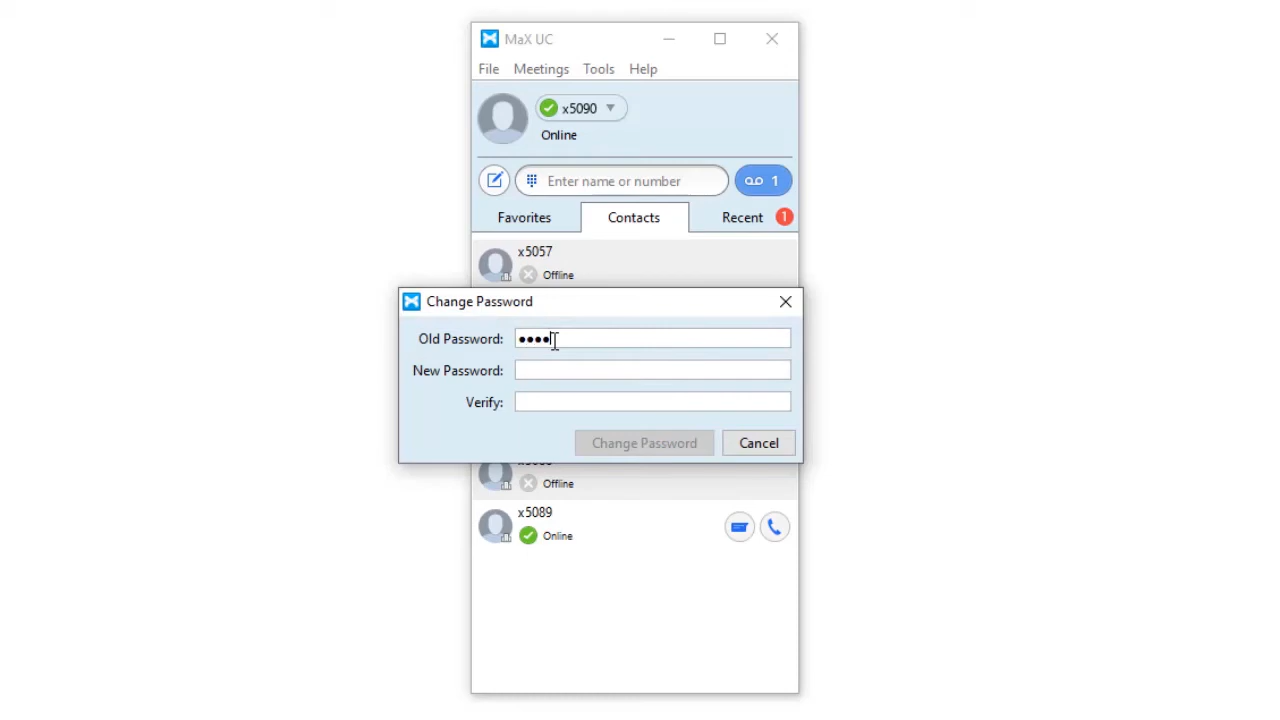 MaX UC
File Meetings Tools Help
x5090
Online
Enter name or number
1
Favorites Contacts Recent 1
x5057
Offline
Change Password
Old Password: ••••
New Password:
Verify:
Change Password Cancel
Offline
x5089
Online